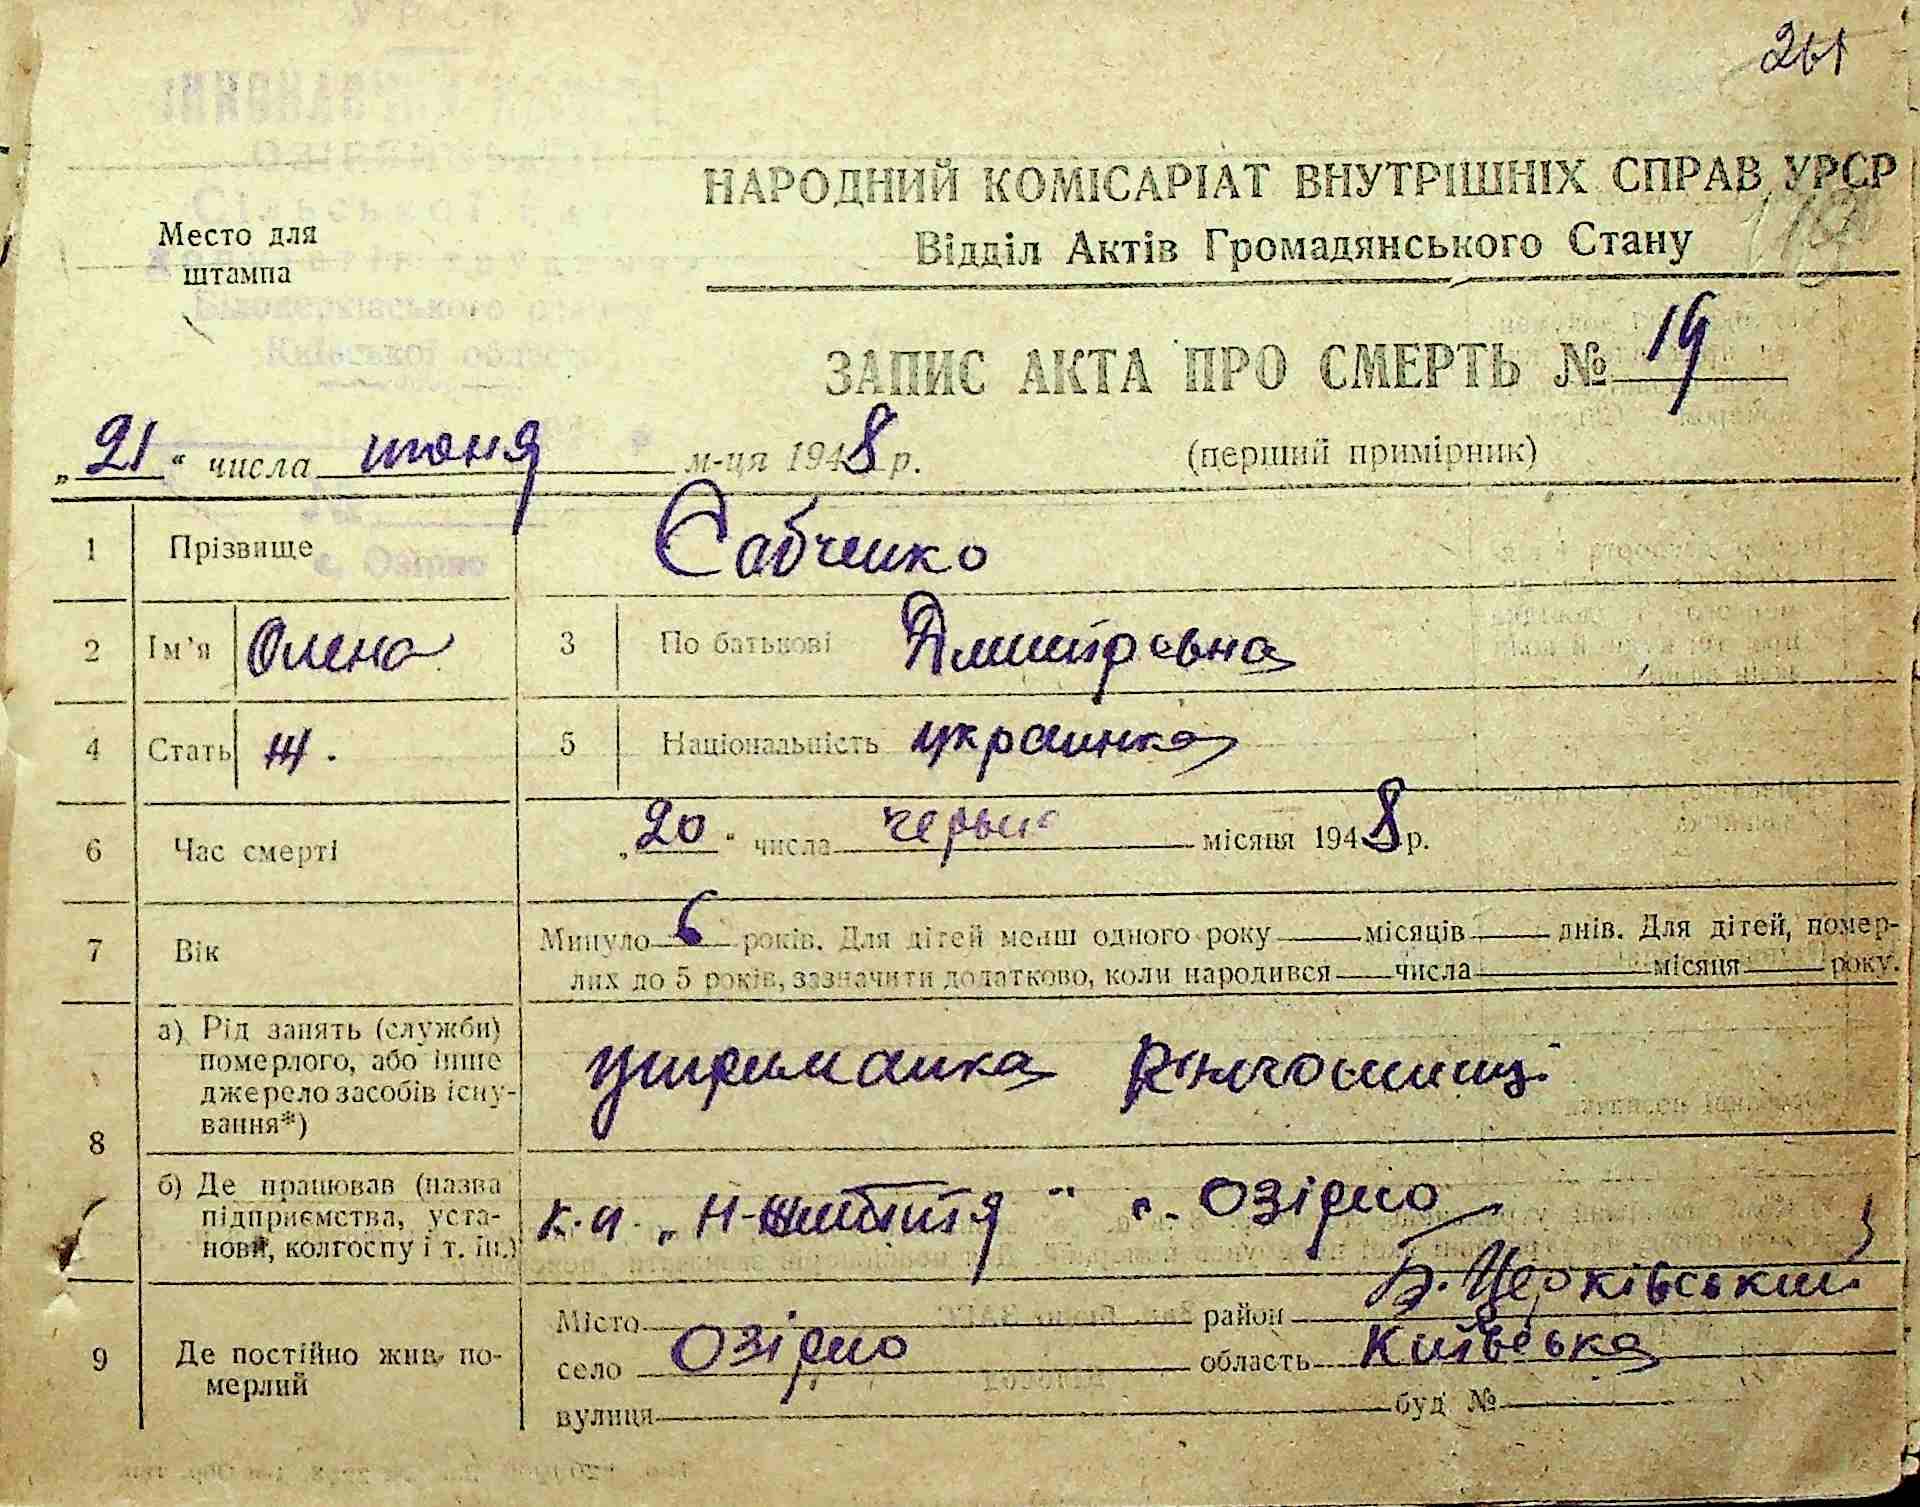 261
НАРОДНИЙ КОМІСАРІАТ ВНУТРІШНІХ СПРАВ УРСР
Відділ Актів Громадянського Стану
Место для
штампа
ЗАПИС АКТА ПРО СМЕРТЬ № 19
„21“ числа июня м-ця 1948 р. (перший примірник)
1 Прізвище Савченко
2 Ім'я Олена 3 По батькові Дмитровна
4 Стать Ж. 5 Національність украинка
6 Час смерті „20“ числа червня місяця 1948 р.
7 Вік Минуло 6 років. Для дітей менш одного року місяців днів. Для дітей, помер-
лих до 5 років, зазначити додатково, коли народився числа місяця року.
8 а) Рід занять (служби)
померлого, або інше
джерело засобів існу-
вання*)
утриманка
б) Де працював (назва
підприємства, уста-
нови, колгоспу і т. ін.)
к-п. „Н-життя“ с. Озірно
9 Де постійно жив по-
мерлий
Місто район Б. Церківський
село Озірно область Київська
вулиця буд №
с. Озірно